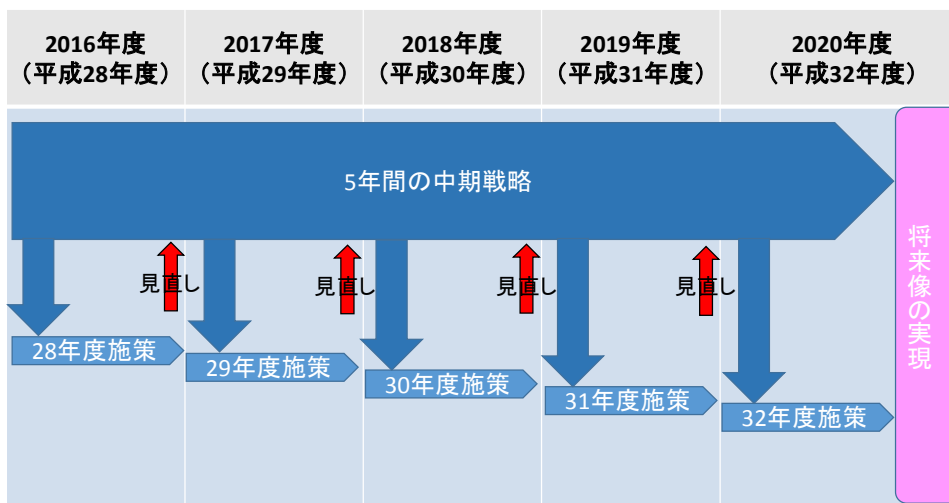 2016年度
(平成28年度)
2017年度
(平成29年度)
2018年度
(平成30年度)
2019年度
(平成31年度)
2020年度
(平成32年度)
5年間の中期戦略
見直し
見直し
見直し
見直し
28年度施策
29年度施策
30年度施策
31年度施策
32年度施策
将来像の実現